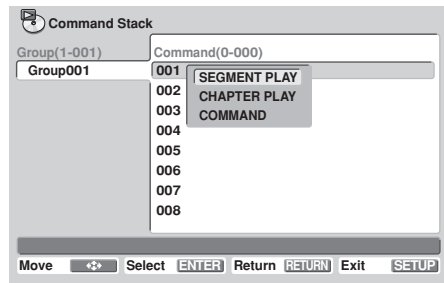 Command Stack
Group(1-001) Command(0-000)
Group001 001 SEGMENT PLAY
002 CHAPTER PLAY
003 COMMAND
004
005
006
007
008
Move Select ENTER Return RETURN Exit SETUP